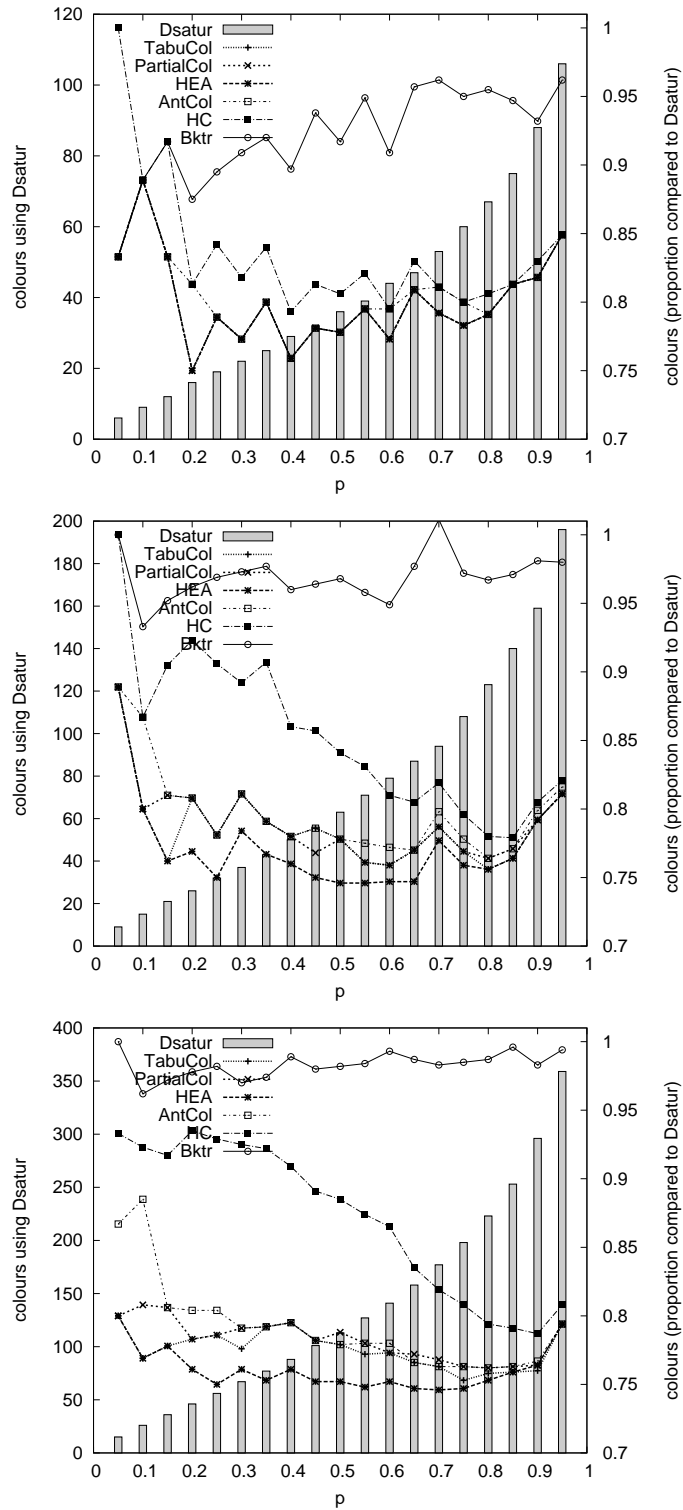 120
100
80
60
40
20
0
colours using Dsatur
Dsatur
TabuCol
PartialCol
HEA
AntCol
HC
Bktr
1
0.95
0.9
0.85
0.8
0.75
0.7
colours (proportion compared to Dsatur)
0 0.1 0.2 0.3 0.4 0.5 0.6 0.7 0.8 0.9 1
p
200
180
160
140
120
100
80
60
40
20
0
colours using Dsatur
Dsatur
TabuCol
PartialCol
HEA
AntCol
HC
Bktr
1
0.95
0.9
0.85
0.8
0.75
0.7
colours (proportion compared to Dsatur)
0 0.1 0.2 0.3 0.4 0.5 0.6 0.7 0.8 0.9 1
p
400
350
300
250
200
150
100
50
0
colours using Dsatur
Dsatur
TabuCol
PartialCol
HEA
AntCol
HC
Bktr
1
0.95
0.9
0.85
0.8
0.75
0.7
colours (proportion compared to Dsatur)
0 0.1 0.2 0.3 0.4 0.5 0.6 0.7 0.8 0.9 1
p